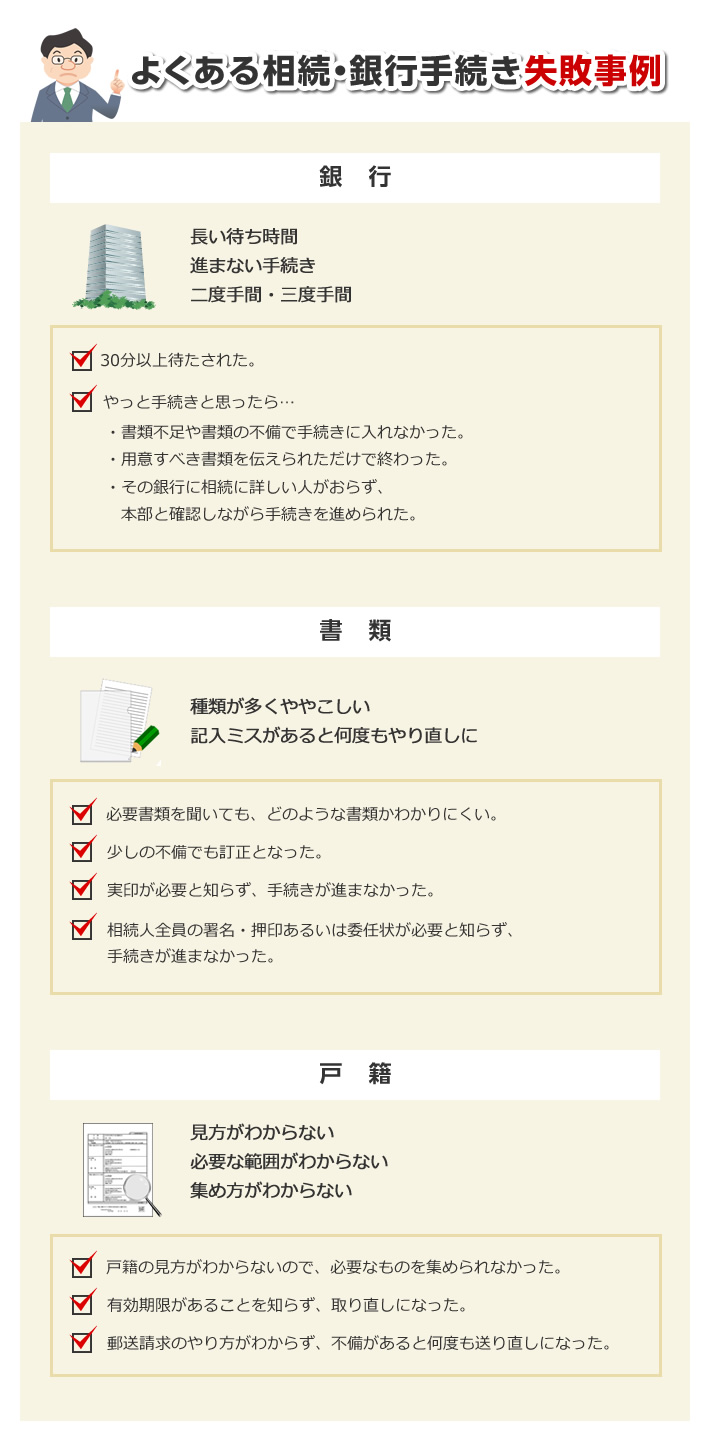 よくある相続・銀行手続き失敗事例
銀　行
長い待ち時間
進まない手続き
二度手間・三度手間
30分以上待たされた。
やっと手続きと思ったら…
・書類不足や書類の不備で手続きに入れなかった。
・用意すべき書類を伝えられただけで終わった。
・その銀行に相続に詳しい人がおらず、
本部と確認しながら手続きを進められた。
書　類
種類が多くややこしい
記入ミスがあると何度もやり直しに
必要書類を聞いても、どのような書類かわかりにくい。
少しの不備でも訂正となった。
実印が必要と知らず、手続きが進まなかった。
相続人全員の署名・押印あるいは委任状が必要と知らず、
手続きが進まなかった。
戸　籍
見方がわからない
必要な範囲がわからない
集め方がわからない
戸籍の見方がわからないので、必要なものを集められなかった。
有効期限があることを知らず、取り直しになった。
郵送請求のやり方がわからず、不備があると何度も送り直しになった。